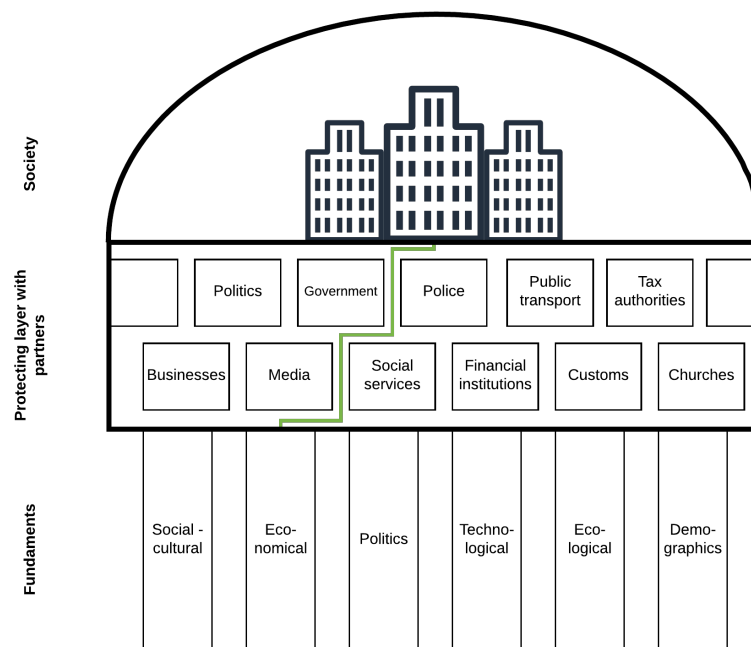 Society
Politics
Government
Police
Public
transport
Tax
authorities
Protecting layer with
partners
Businesses
Media
Social
services
Financial
institutions
Customs
Churches
Fundaments
Social -
cultural
Eco-
nomical
Politics
Techno-
logical
Eco-
logical
Demo-
graphics